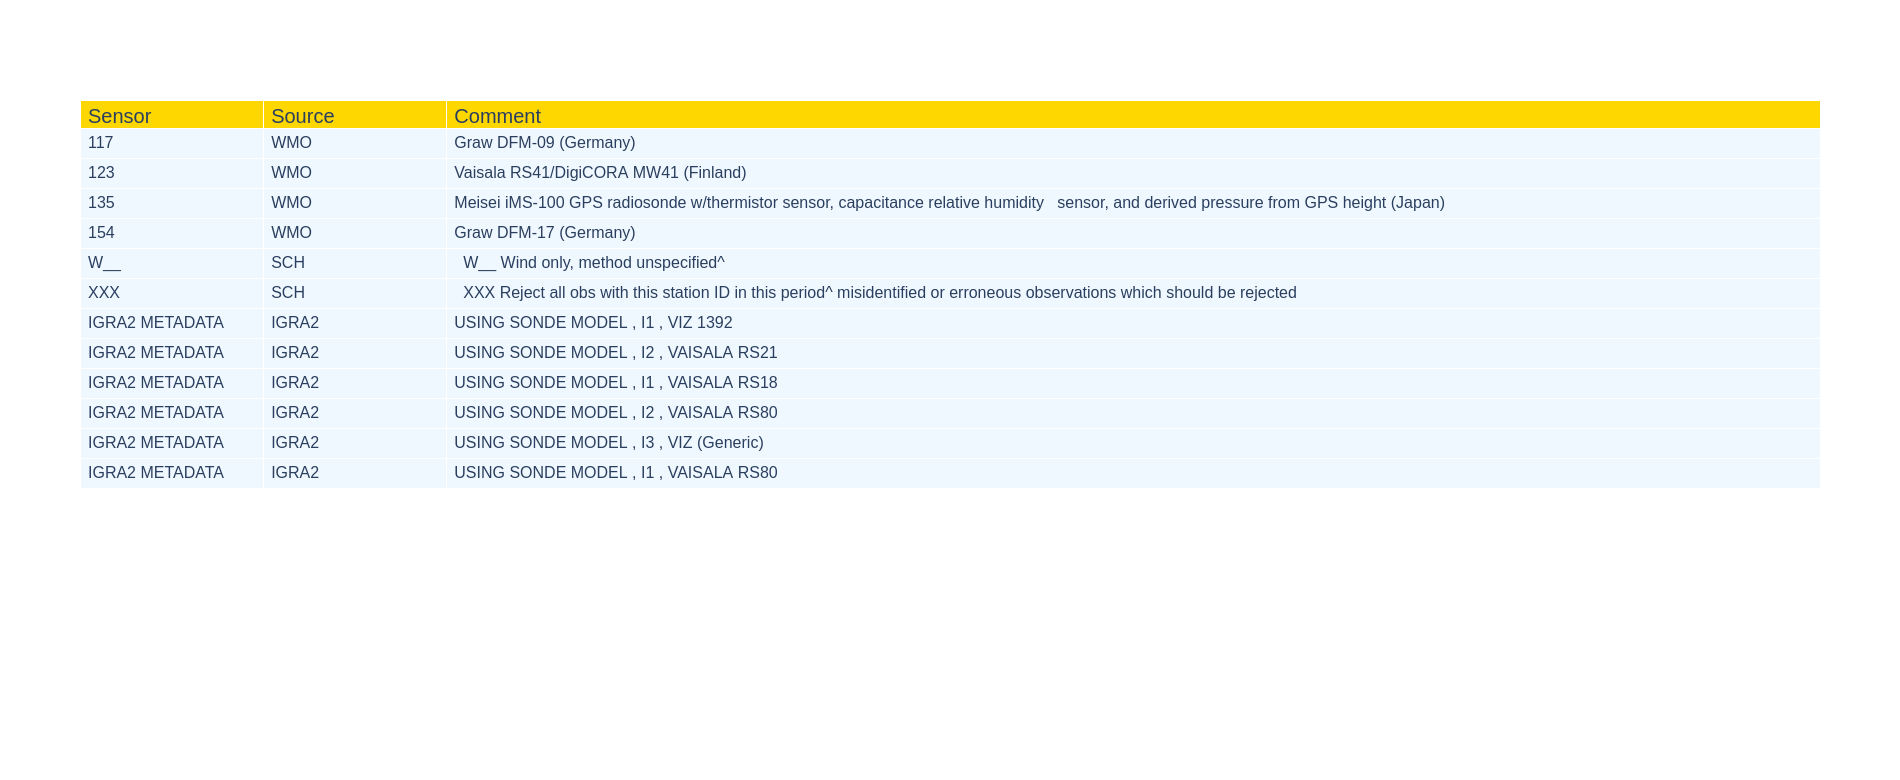 Sensor Source Comment
117 WMO Graw DFM-09 (Germany)
123 WMO Vaisala RS41/DigiCORA MW41 (Finland)
135 WMO Meisei iMS-100 GPS radiosonde w/thermistor sensor, capacitance relative humidity   sensor, and derived pressure from GPS height (Japan)
154 WMO Graw DFM-17 (Germany)
W__ SCH W__ Wind only, method unspecified^
XXX SCH XXX Reject all obs with this station ID in this period^ misidentified or erroneous observations which should be rejected
IGRA2 METADATA IGRA2 USING SONDE MODEL , I1 , VIZ 1392
IGRA2 METADATA IGRA2 USING SONDE MODEL , I2 , VAISALA RS21
IGRA2 METADATA IGRA2 USING SONDE MODEL , I1 , VAISALA RS18
IGRA2 METADATA IGRA2 USING SONDE MODEL , I2 , VAISALA RS80
IGRA2 METADATA IGRA2 USING SONDE MODEL , I3 , VIZ (Generic)
IGRA2 METADATA IGRA2 USING SONDE MODEL , I1 , VAISALA RS80